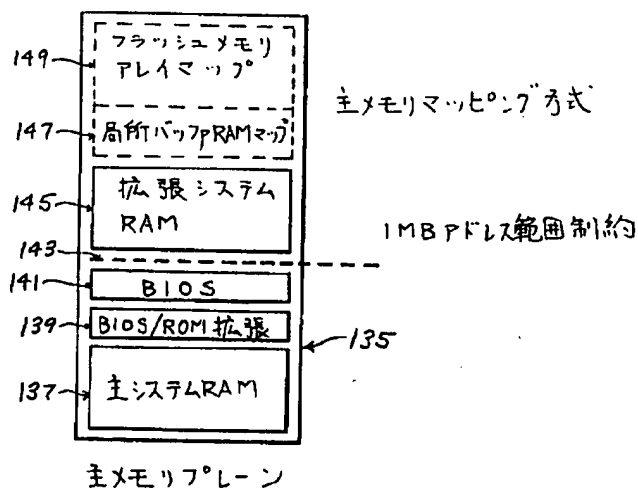 149
フラッシュメモリ
アレイマップ
主メモリマッピング方式
147
局所バッファRAMマップ
145
拡張システム
RAM
1MBアドレス範囲制約
143
141
BIOS
139
BIOS/ROM拡張
135
137
主システムRAM
主メモリプレーン